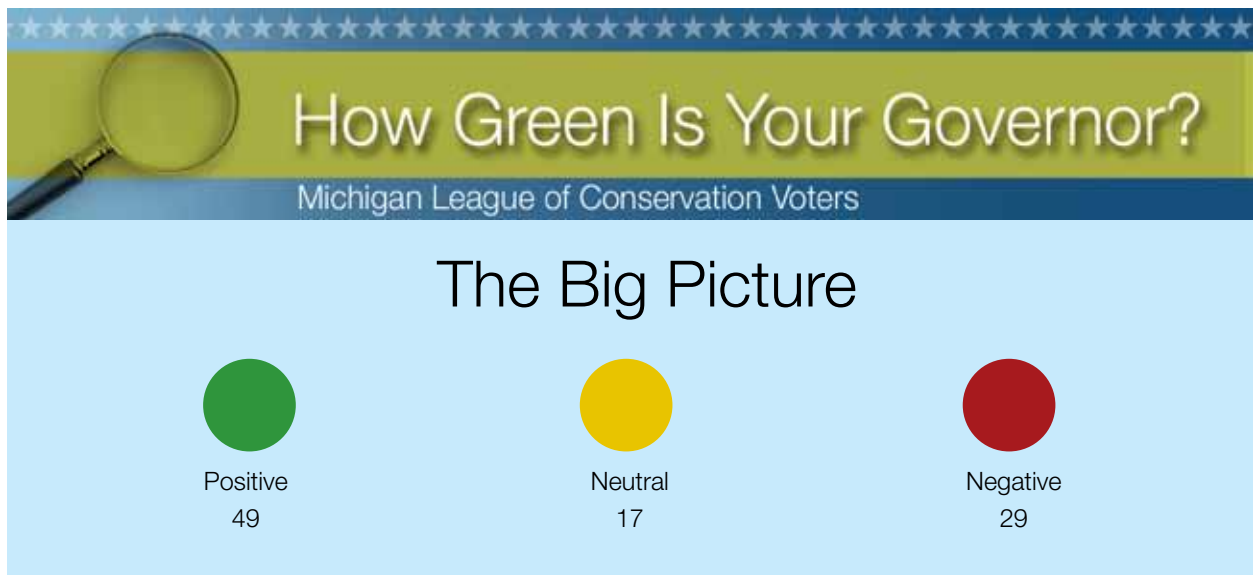 How Green Is Your Governor?
Michigan League of Conservation Voters
The Big Picture
Positive Neutral Negative
49 17 29